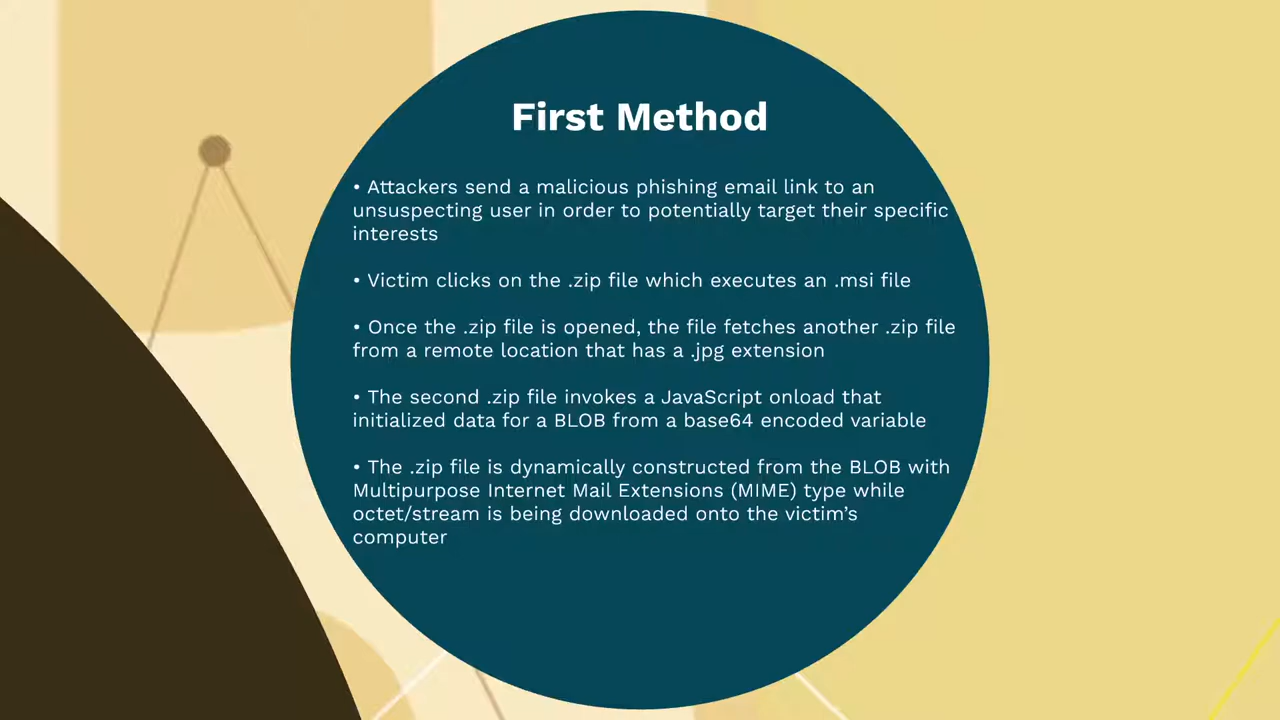 First Method
• Attackers send a malicious phishing email link to an
unsuspecting user in order to potentially target their specific
interests
• Victim clicks on the .zip file which executes an .msi file
• Once the .zip file is opened, the file fetches another .zip file
from a remote location that has a .jpg extension
• The second .zip file invokes a JavaScript onload that
initialized data for a BLOB from a base64 encoded variable
• The .zip file is dynamically constructed from the BLOB with
Multipurpose Internet Mail Extensions (MIME) type while
octet/stream is being downloaded onto the victim’s
computer